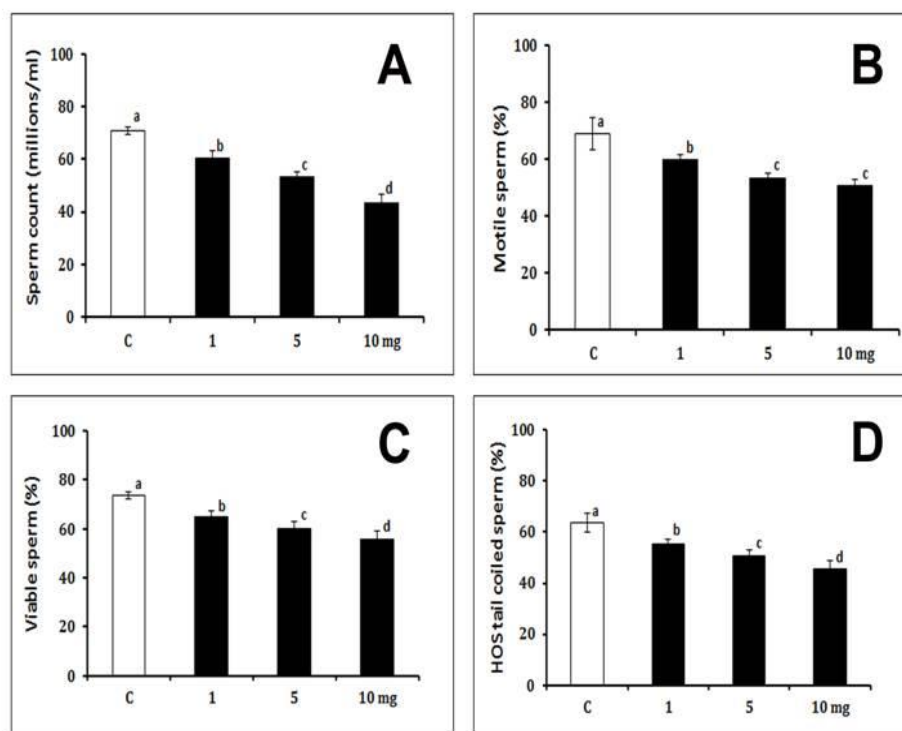 A
Sperm count (millions/ml)
100
80
60
40
20
0
a
b
c
d
C 1 5 10 mg
B
Motile sperm (%)
100
80
60
40
20
0
a
b
c
c
C 1 5 10 mg
C
Viable sperm (%)
100
80
60
40
20
0
a
b
c
d
C 1 5 10 mg
D
HOS tail coiled sperm (%)
100
80
60
40
20
0
a
b
c
d
C 1 5 10 mg